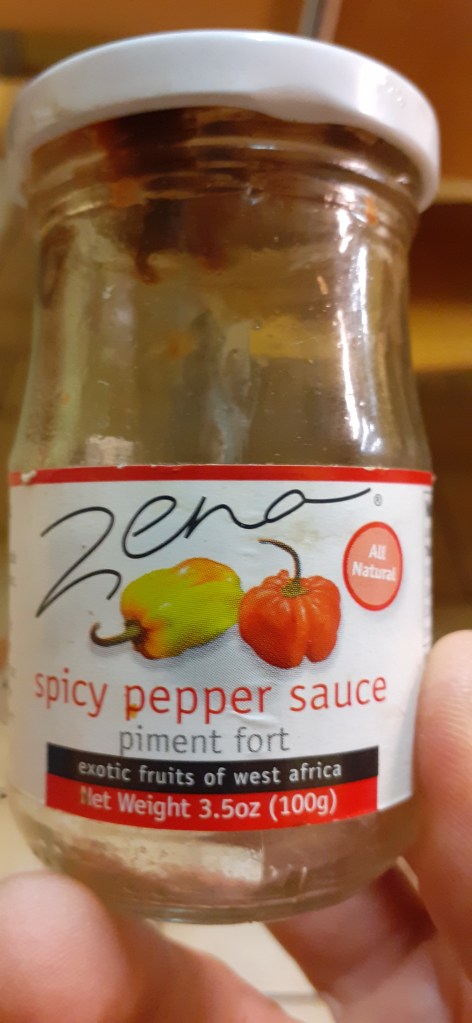 zena®
All
Natural
spicy pepper sauce
piment fort
exotic fruits of west africa
Net Weight 3.5oz (100g)